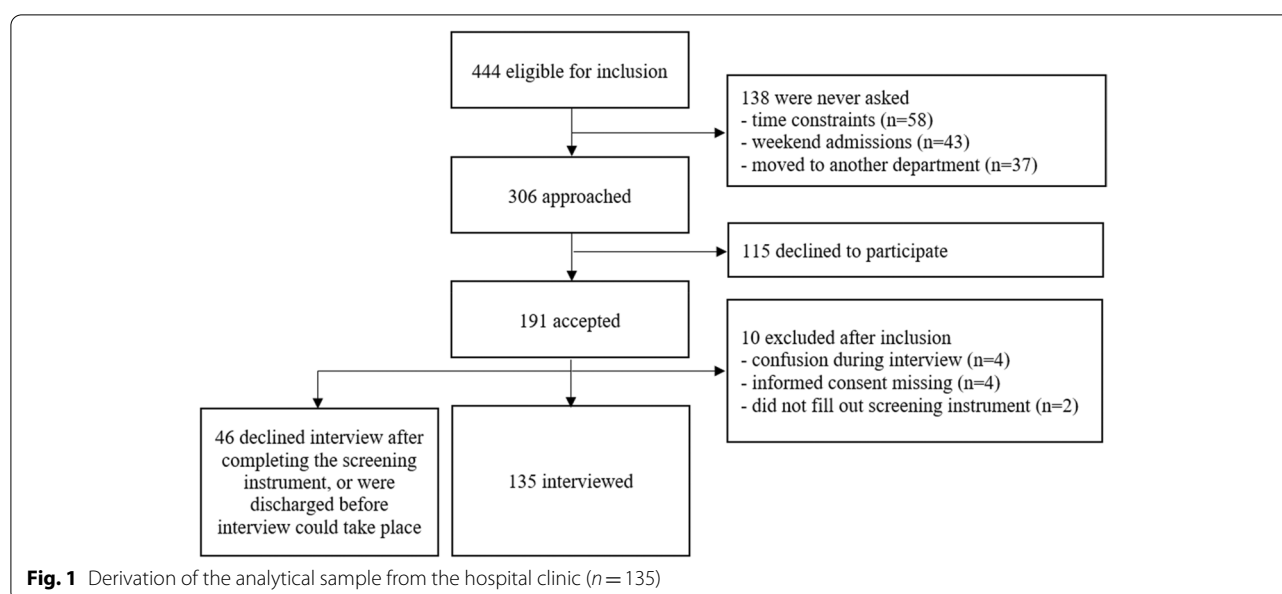 444 eligible for inclusion
138 were never asked
- time constraints (n=58)
- weekend admissions (n=43)
- moved to another department (n=37)
306 approached
115 declined to participate
191 accepted
10 excluded after inclusion
- confusion during interview (n=4)
- informed consent missing (n=4)
- did not fill out screening instrument (n=2)
46 declined interview after
completing the screening
instrument, or were
discharged before
interview could take place
135 interviewed
Fig. 1 Derivation of the analytical sample from the hospital clinic (n = 135)